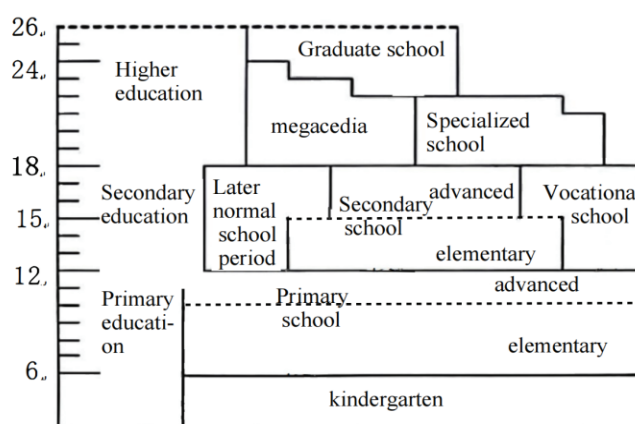 26
24
Higher
education
Graduate school
megacedia
Specialized
school
18
Secondary
education
15
Later
normal
school
period
Secondary
school
advanced
elementary
Vocationa
school
12
Primary
educati-
on
advanced
Primary
school
elementary
6
kindergarten